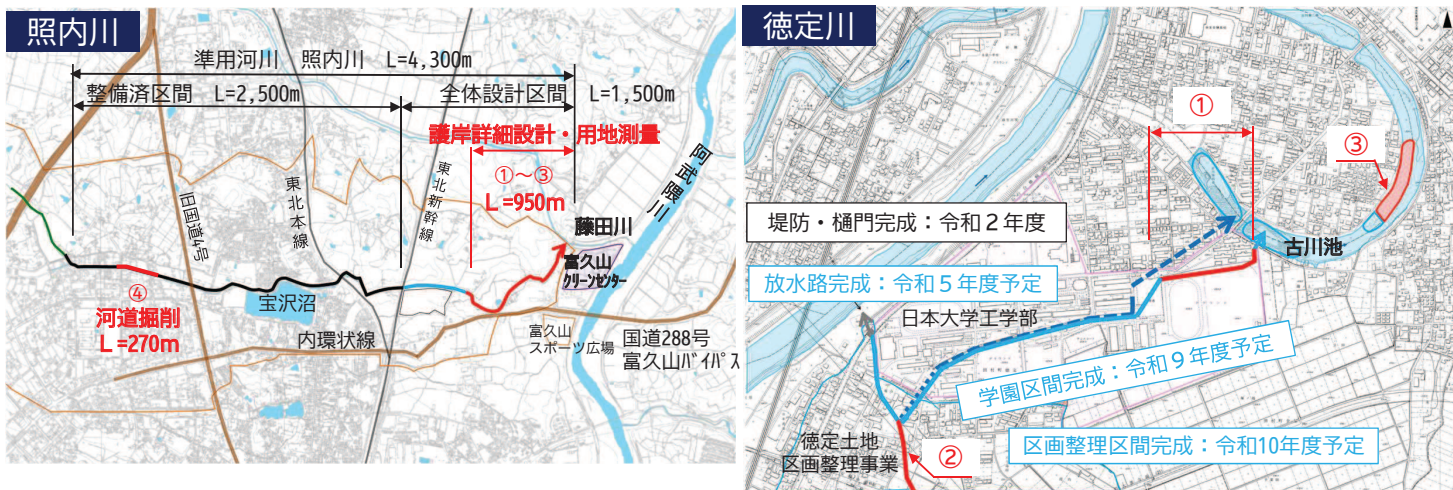 照内川
準用河川 照内川 L=4,300m
整備済区間 L=2,500m
全体設計区間 L=1,500m
護岸詳細設計・用地測量
①~③
L=950m
阿武隈川
東北新幹線
東北本線
旧国道4号
藤田川
富久山
クリーンセンター
④
河道掘削
L=270m
宝沢沼
内環状線
富久山
スポーツ広場
国道288号
富久山バイパス
徳定川
①
③
堤防・樋門完成：令和２年度
古川池
放水路完成：令和５年度予定
日本大学工学部
学園区間完成：令和９年度予定
徳定土地
区画整理事業
②
区画整理区間完成：令和10年度予定